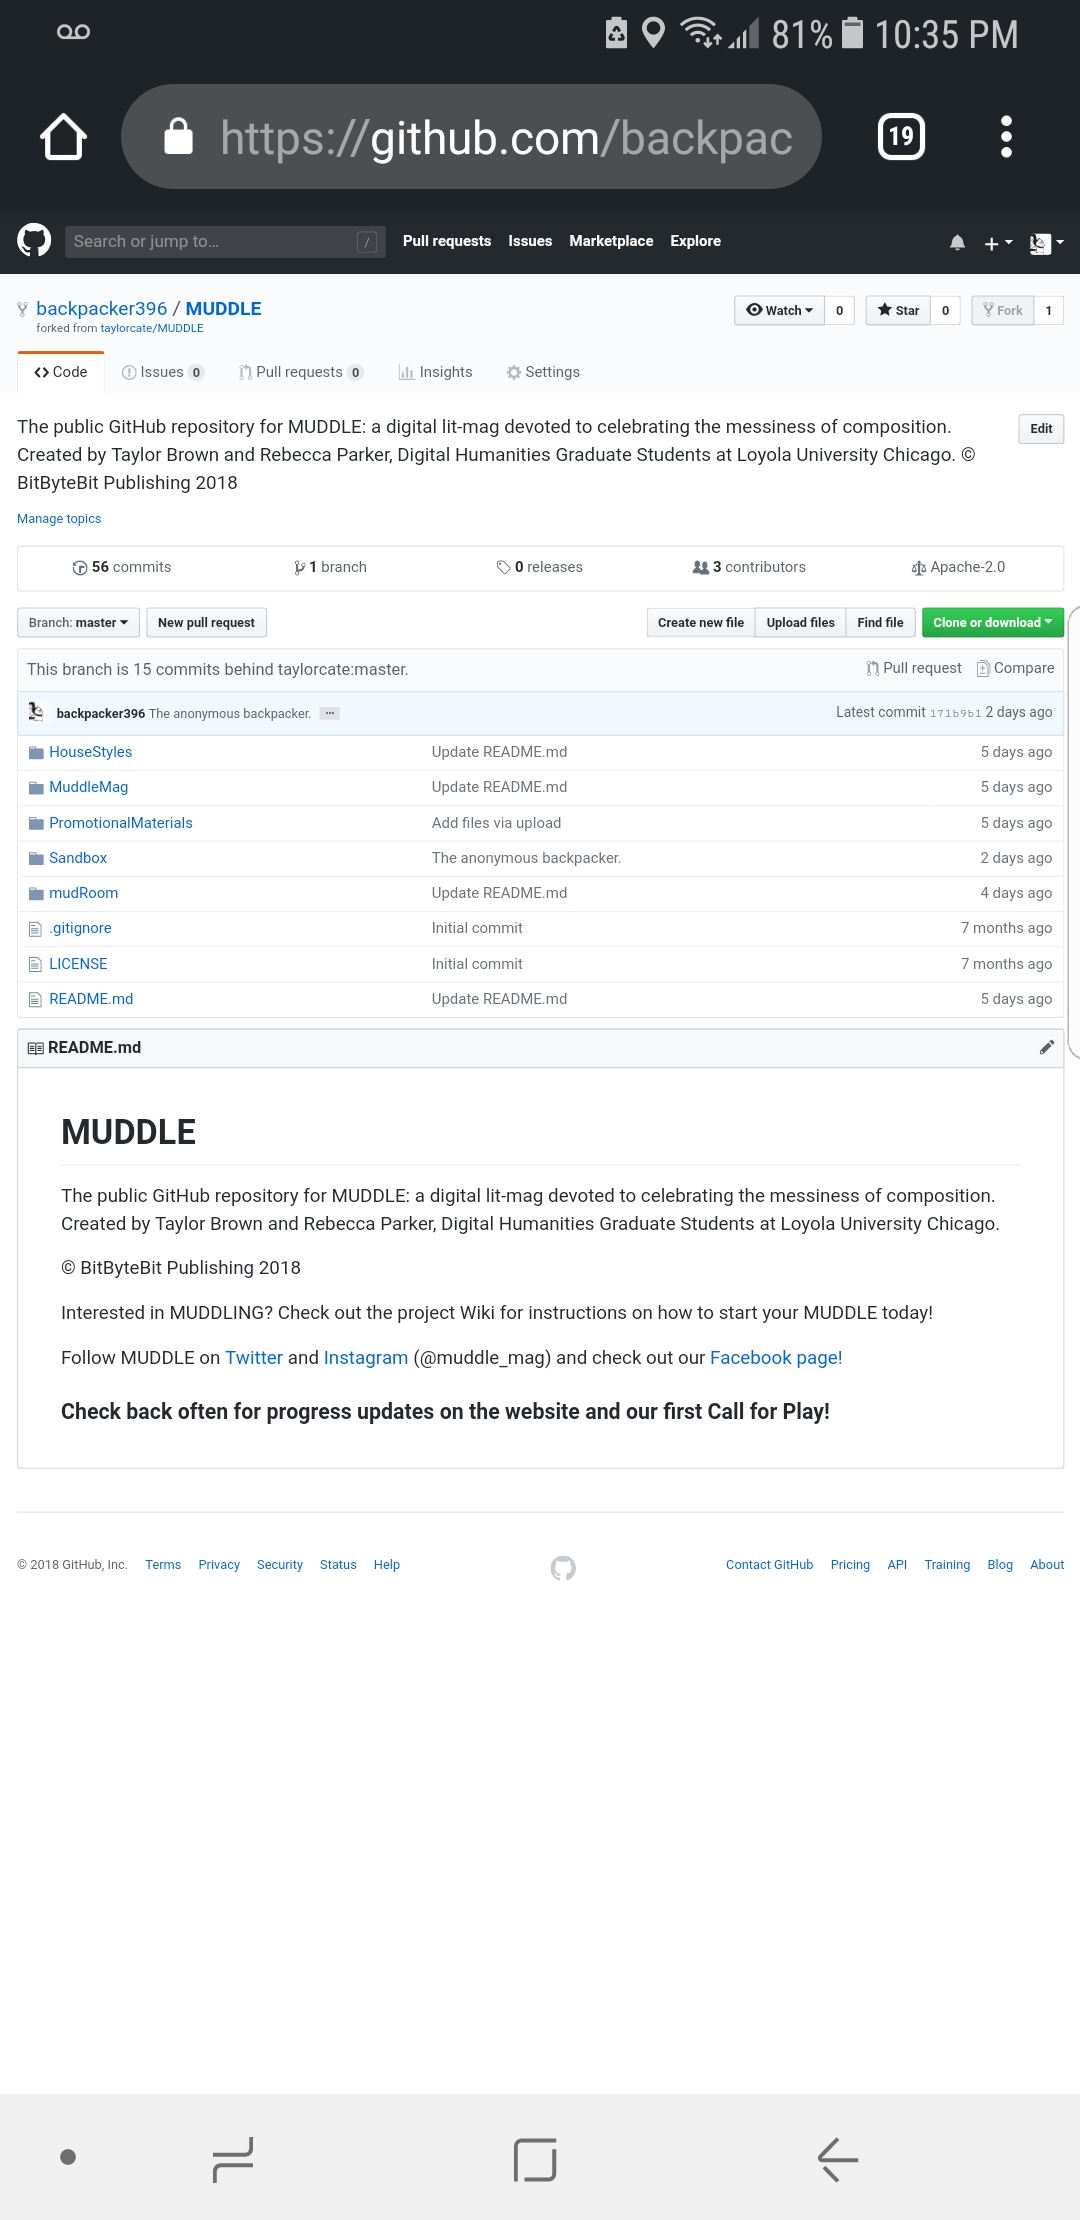 81% 10:35 PM
https://github.com/backpac 19
Search or jump to… / Pull requests Issues Marketplace Explore
backpacker396 / MUDDLE Watch 0 Star 0 Fork 1
forked from taylorcate/MUDDLE
Code Issues 0 Pull requests 0 Insights Settings
The public GitHub repository for MUDDLE: a digital lit-mag devoted to celebrating the messiness of composition. Edit
Created by Taylor Brown and Rebecca Parker, Digital Humanities Graduate Students at Loyola University Chicago. ©
BitByteBit Publishing 2018
Manage topics
56 commits 1 branch 0 releases 3 contributors Apache-2.0
Branch: master New pull request Create new file Upload files Find file Clone or download
This branch is 15 commits behind taylorcate:master. Pull request Compare
backpacker396 The anonymous backpacker. ... Latest commit 171b9b1 2 days ago
HouseStyles Update README.md 5 days ago
MuddleMag Update README.md 5 days ago
PromotionalMaterials Add files via upload 5 days ago
Sandbox The anonymous backpacker. 2 days ago
mudRoom Update README.md 4 days ago
.gitignore Initial commit 7 months ago
LICENSE Initial commit 7 months ago
README.md Update README.md 5 days ago
README.md
MUDDLE
The public GitHub repository for MUDDLE: a digital lit-mag devoted to celebrating the messiness of composition.
Created by Taylor Brown and Rebecca Parker, Digital Humanities Graduate Students at Loyola University Chicago.
© BitByteBit Publishing 2018
Interested in MUDDLING? Check out the project Wiki for instructions on how to start your MUDDLE today!
Follow MUDDLE on Twitter and Instagram (@muddle_mag) and check out our Facebook page!
Check back often for progress updates on the website and our first Call for Play!
© 2018 GitHub, Inc. Terms Privacy Security Status Help Contact GitHub Pricing API Training Blog About